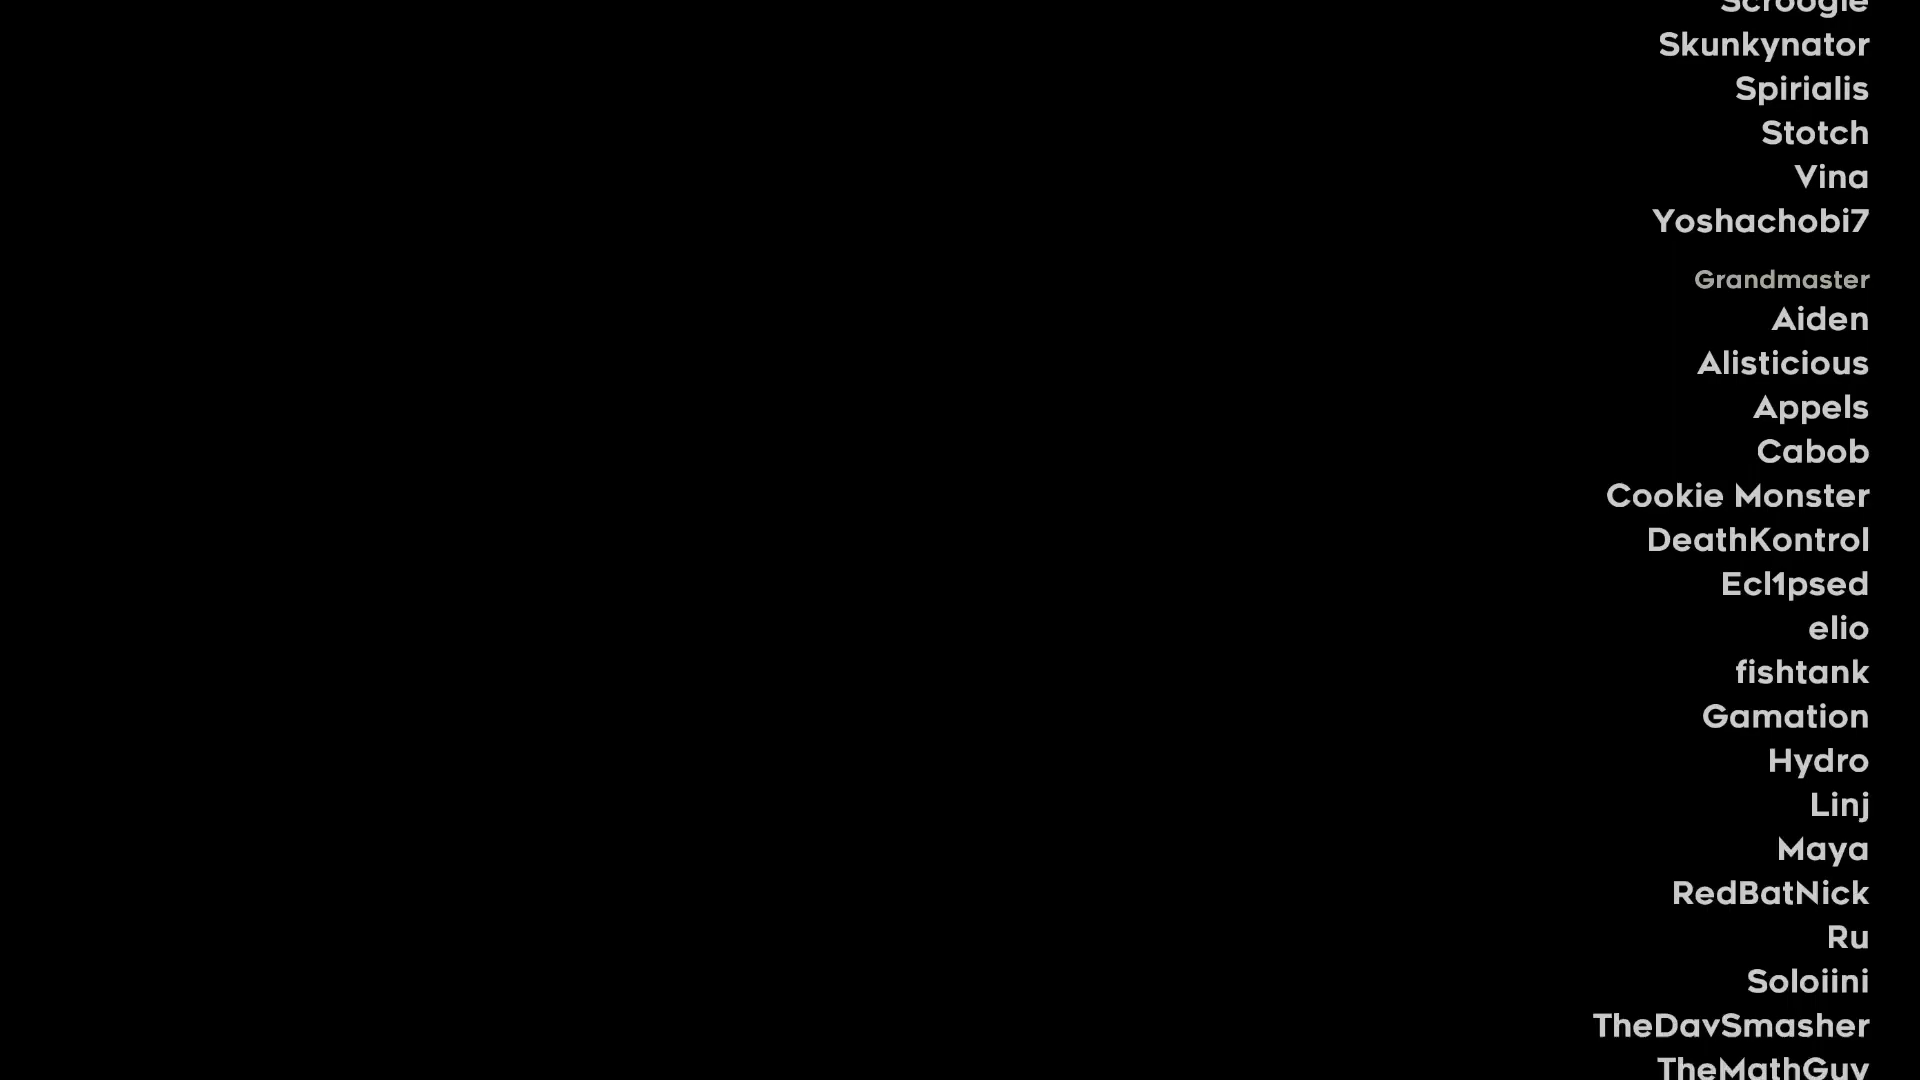 Scroogle
Skunkynator
Spirialis
Stotch
Vina
Yoshachobi7
Grandmaster
Aiden
Alisticious
Appels
Cabob
Cookie Monster
DeathKontrol
Ecl1psed
elio
fishtank
Gamation
Hydro
Linj
Maya
RedBatNick
Ru
Soloiini
TheDavSmasher
TheMathGuy